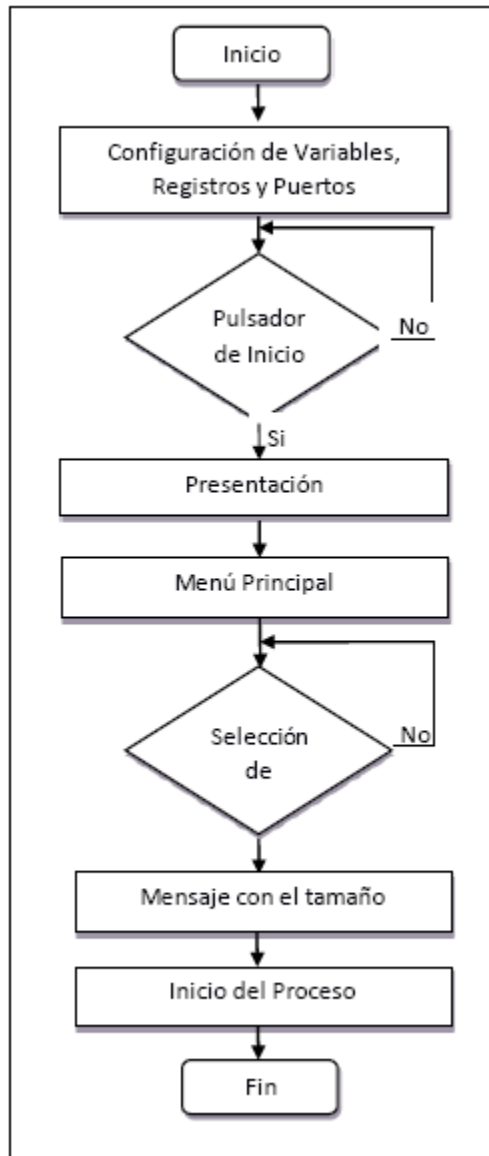 Inicio
Configuración de Variables,
Registros y Puertos
Pulsador
de Inicio
No
Si
Presentación
Menú Principal
Selección
de
No
Mensaje con el tamaño
Inicio del Proceso
Fin